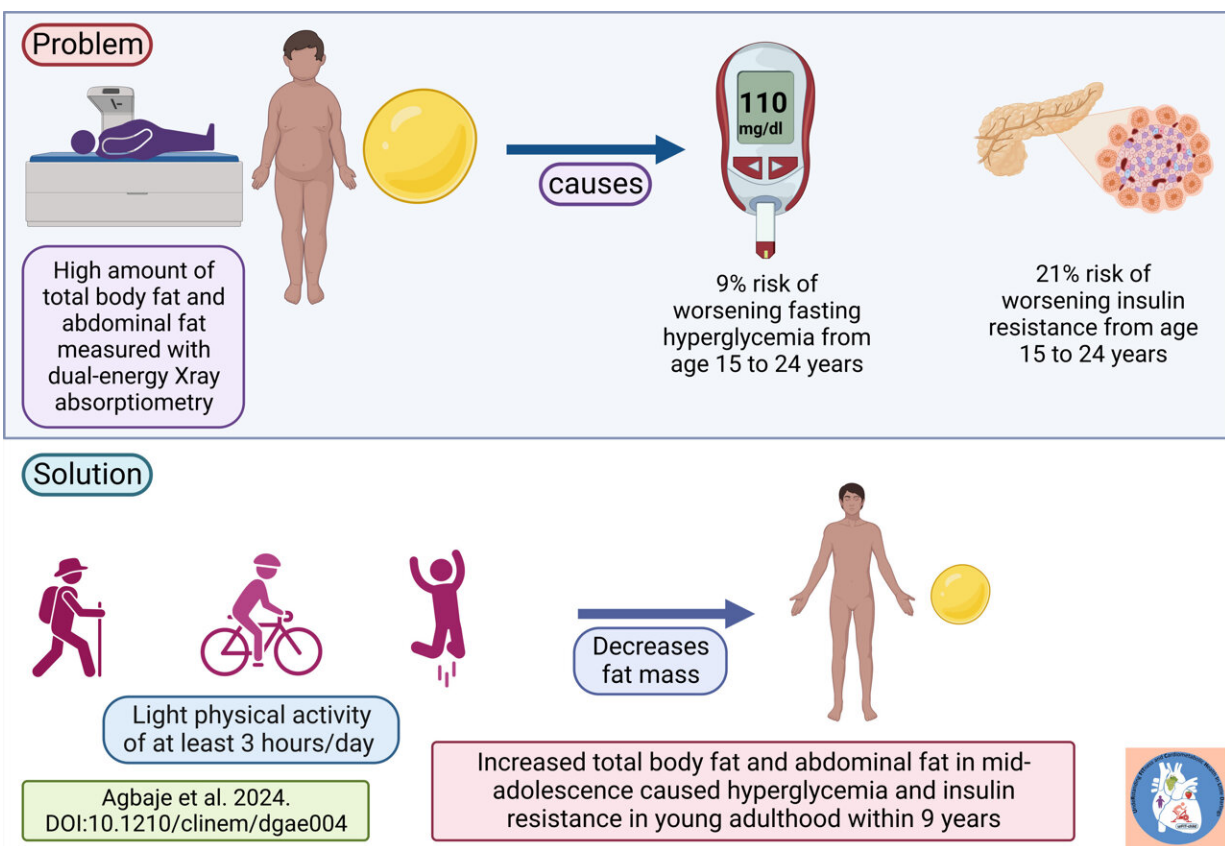 Problem
High amount of
total body fat and
abdominal fat
measured with
dual-energy Xray
absorptiometry
causes
110
mg/dl
9% risk of
worsening fasting
hyperglycemia from
age 15 to 24 years
21% risk of
worsening insulin
resistance from age
15 to 24 years
Solution
Light physical activity
of at least 3 hours/day
Decreases
fat mass
Agbaje et al. 2024.
DOI:10.1210/clinem/dgae004
Increased total body fat and abdominal fat in mid-
adolescence caused hyperglycemia and insulin
resistance in young adulthood within 9 years